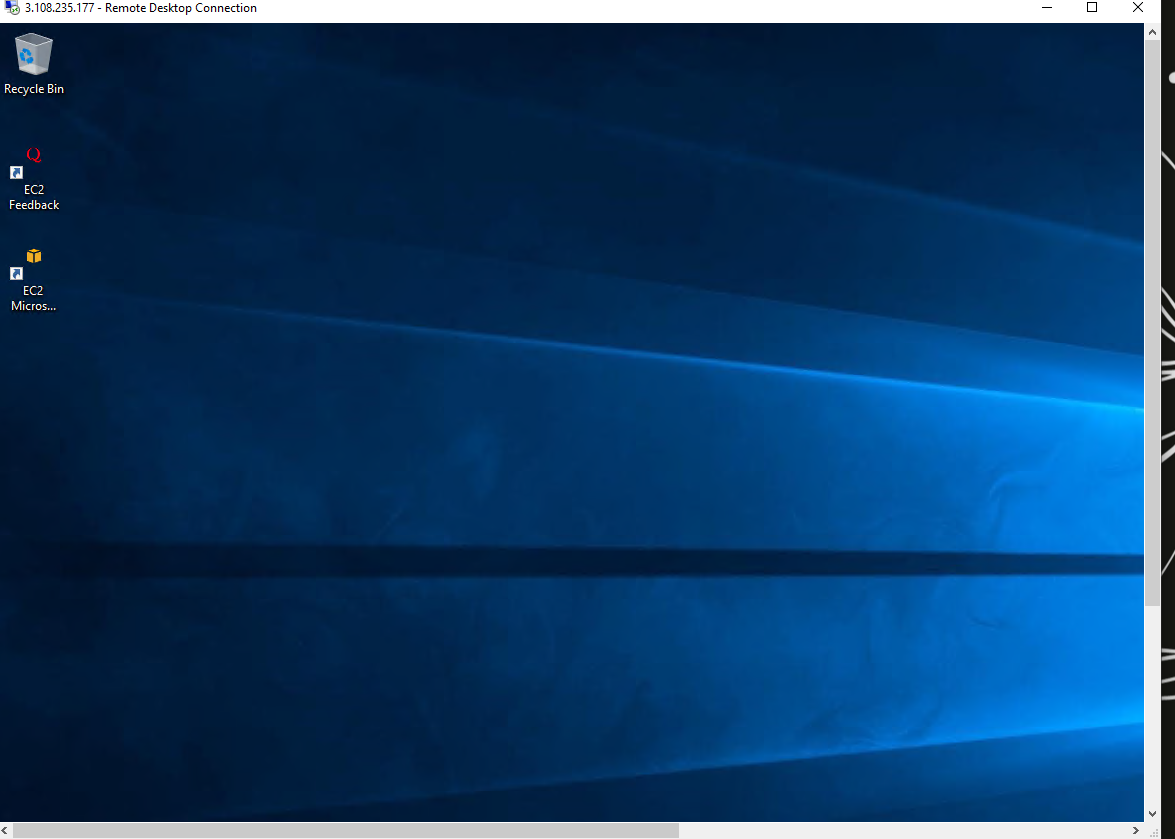 3.108.235.177 - Remote Desktop Connection
Recycle Bin
EC2
Feedback
EC2
Micros...